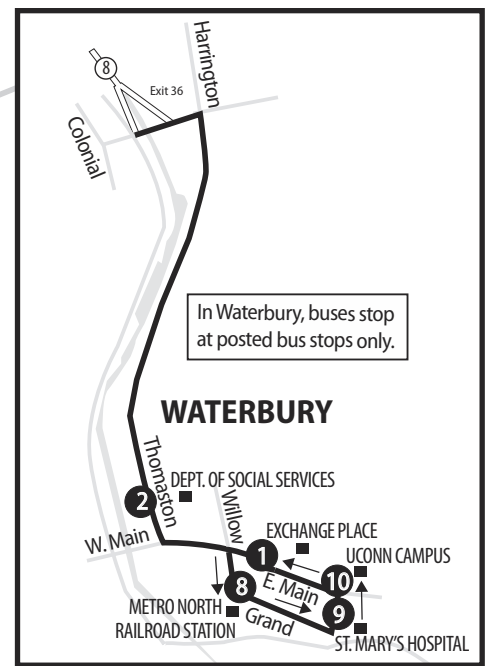 8
Exit 36
Harrington
Colonial
In Waterbury, buses stop
at posted bus stops only.
WATERBURY
Thomaston
2
DEPT. OF SOCIAL SERVICES
Willow
W. Main
EXCHANGE PLACE
1
UCONN CAMPUS
E. Main
10
8
METRO NORTH
RAILROAD STATION
Grand
9
ST. MARY'S HOSPITAL